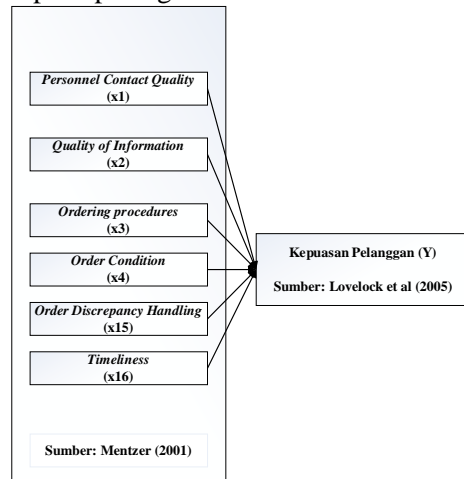 Personnel Contact Quality
(x1)
Quality of Information
(x2)
Ordering procedures
(x3)
Order Condition
(x4)
Order Discrepancy Handling
(x15)
Timeliness
(x16)
Sumber: Mentzer (2001)
Kepuasan Pelanggan (Y)
Sumber: Lovelock et al (2005)